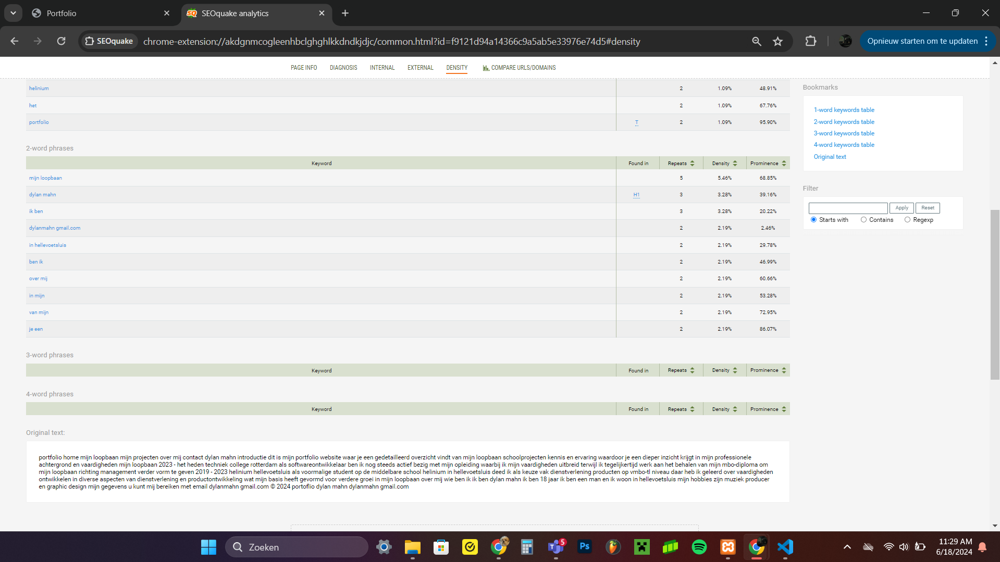 Portfolio
SEOquake analytics
SEOquake
chrome-extension://akdgnmcogleenhbclghghlkkdndkjdjc/common.html?id=f9121d94a14366c9a5ab5e33976e74d5#density
Opnieuw starten om te updaten
PAGE INFO DIAGNOSIS INTERNAL EXTERNAL DENSITY COMPARE URLS/DOMAINS
helinium 2 1.09% 48.91%
het 2 1.09% 67.76%
portfolio T 2 1.09% 95.90%
2-word phrases
Keyword Found in Repeats Density Prominence
mijn loopbaan 5 5.46% 68.85%
dylan mahn H1 3 3.28% 39.16%
ik ben 3 3.28% 20.22%
dylanmahn gmail.com 2 2.19% 2.46%
in hellevoetsluis 2 2.19% 29.78%
ben ik 2 2.19% 46.99%
over mij 2 2.19% 60.66%
in mijn 2 2.19% 53.28%
van mijn 2 2.19% 72.95%
je een 2 2.19% 86.07%
3-word phrases
Keyword Found in Repeats Density Prominence
4-word phrases
Keyword Found in Repeats Density Prominence
Original text:
portfolio home mijn loopbaan mijn projecten over mij contact dylan mahn introductie dit is mijn portfolio website waar je een gedetailleerd overzicht vindt van mijn loopbaan schoolprojecten kennis en ervaring waardoor je een dieper inzicht krijgt in mijn professionele
achtergrond en vaardigheden mijn loopbaan 2023 - het heden techniek college rotterdam als softwareontwikkelaar ben ik nog steeds actief bezig met mijn opleiding waarbij ik mijn vaardigheden uitbreid terwijl ik tegelijkertijd werk aan het behalen van mijn mbo-diploma om
mijn loopbaan richting management verder vorm te geven 2019 - 2023 helinium hellevoetsluis als voormalige student op de middelbare school helinium in hellevoetsluis deed ik als keuze vak dienstverlening producten op vmbo-tl niveau daar heb ik geleerd over vaardigheden
ontwikkelen in diverse aspecten van dienstverlening en productontwikkeling wat mijn basis heeft gevormd voor verdere groei in mijn loopbaan over mij wie ben ik ik ben dylan mahn ik ben 18 jaar ik ben een man en ik woon in hellevoetsluis mijn hobbies zijn muziek producer
en graphic design mijn gegevens u kunt mij bereiken met email dylanmahn gmail.com © 2024 portoflio dylan mahn dylanmahn gmail.com
Bookmarks
1-word keywords table
2-word keywords table
3-word keywords table
4-word keywords table
Original text
Filter
Apply Reset
Starts with Contains Regexp
Zoeken
5
Ps
11:29 AM
6/18/2024